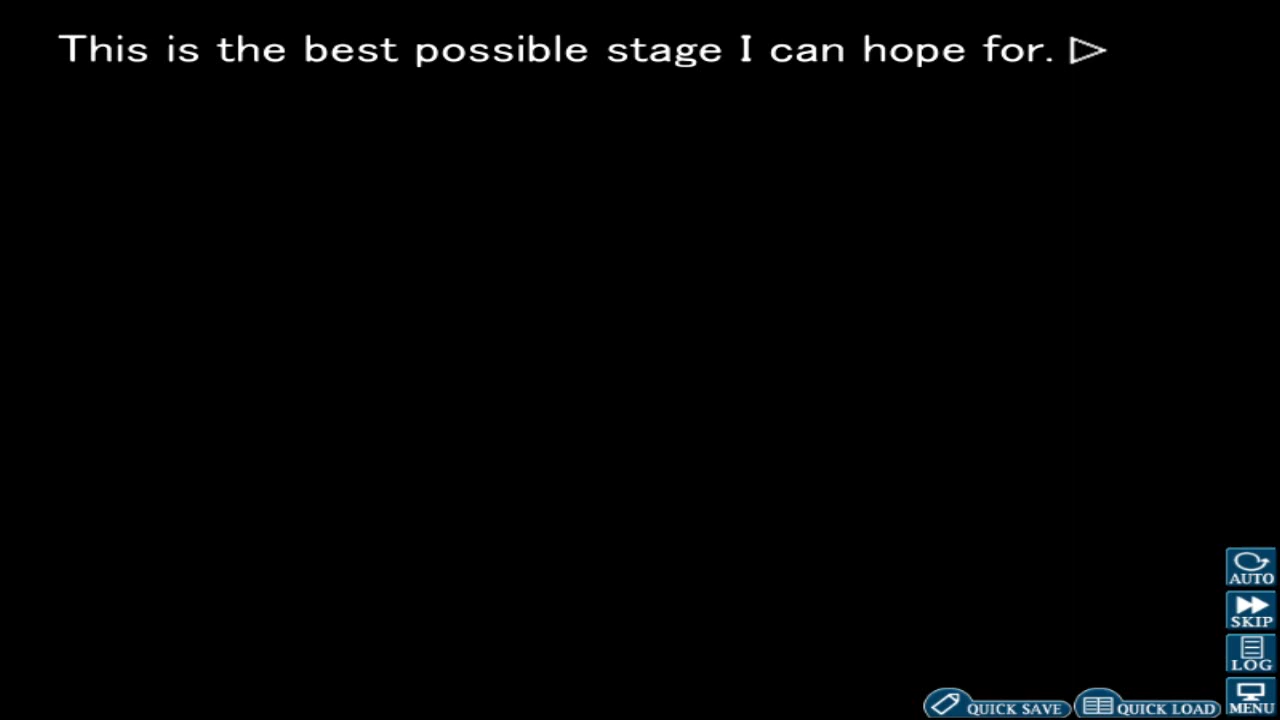 This is the best possible stage I can hope for.
AUTO
SKIP
LOG
QUICK SAVE QUICK LOAD MENU